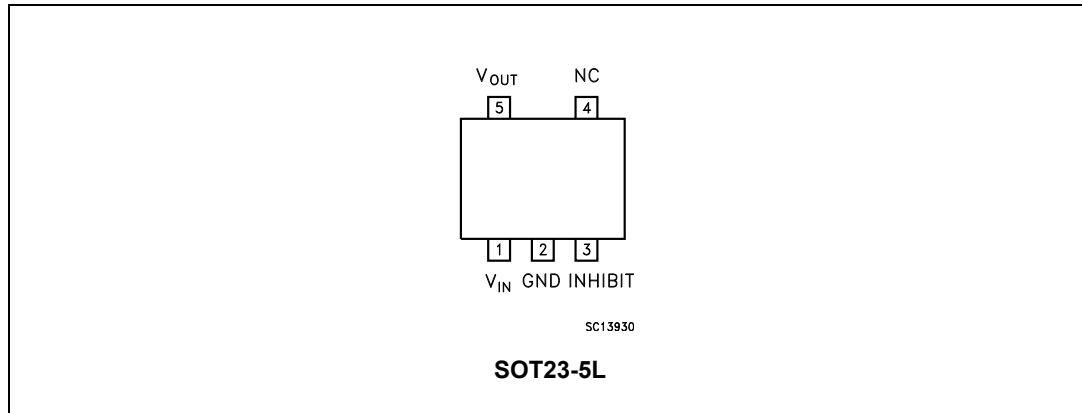 VOUT NC
5 4
1 2 3
VIN GND INHIBIT
SC13930
SOT23-5L